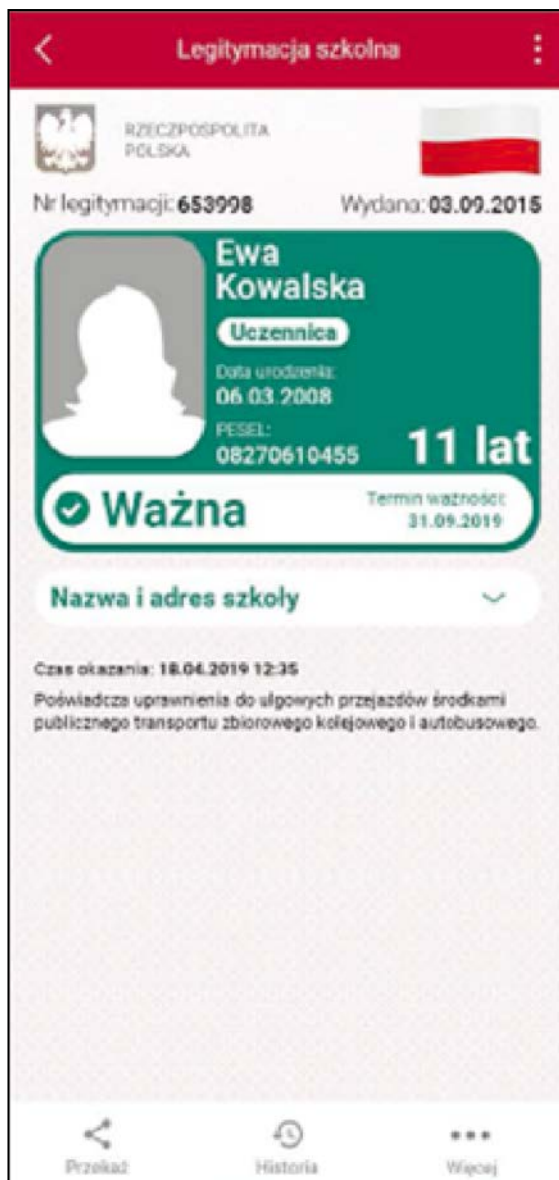 Legitymacja szkolna
RZECZPOSPOLITA
POLSKA
Nr legitymacji: 653998
Wydana: 03.09.2015
Ewa
Kowalska
Uczennica
Data urodzenia:
06.03.2008
PESEL:
08270610455
11 lat
Ważna
Termin ważności:
31.09.2019
Nazwa i adres szkoły
Czas okazania: 18.04.2019 12:35
Poświadcza uprawnienia do ulgowych przejazdów środkami
publicznego transportu zbiorowego kolejowego i autobusowego.
Przekaż
Historia
Więcej